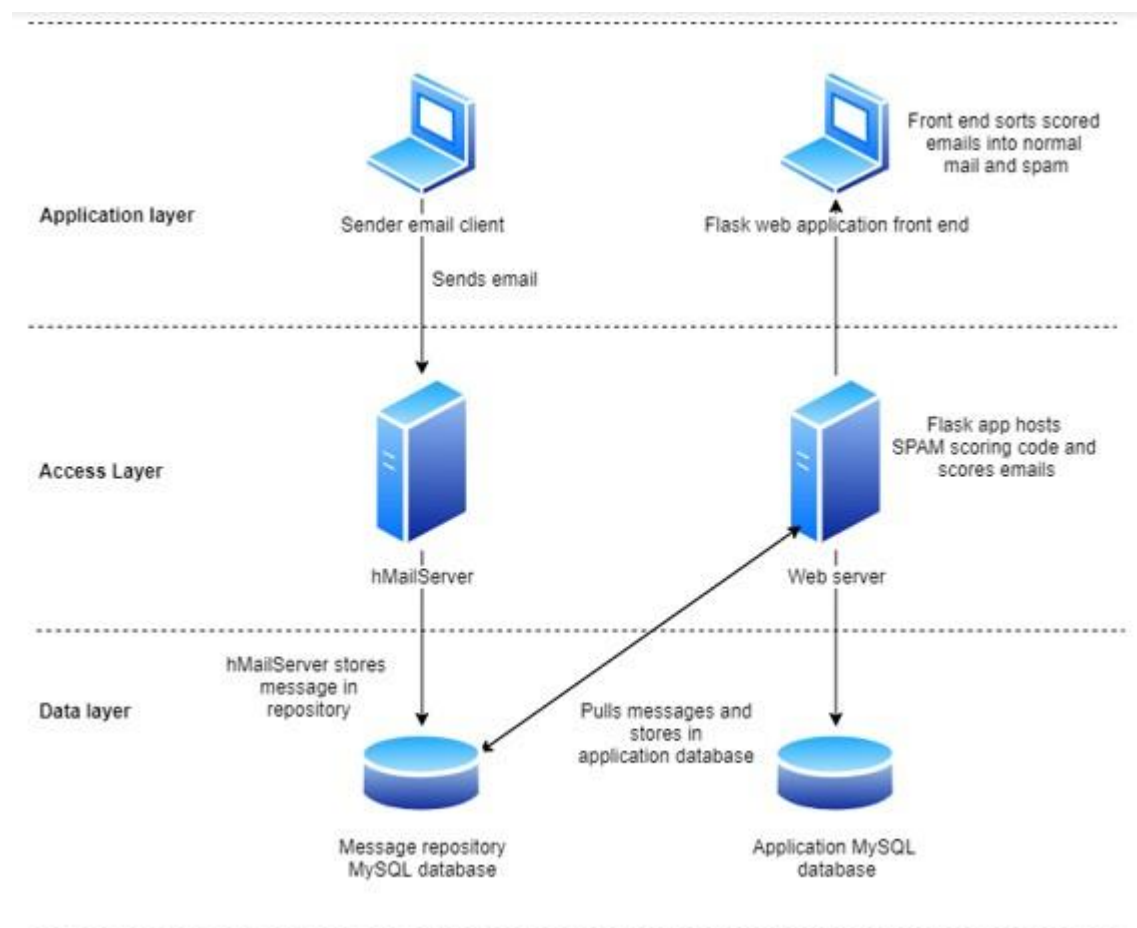 Front end sorts scored
emails into normal
mail and spam
Application layer
Sender email client
Flask web application front end
Sends email
Flask app hosts
SPAM scoring code and
scores emails
Access Layer
hMailServer
Web server
hMailServer stores
message in
repository
Data layer
Pulls messages and
stores in
application database
Message repository
MySQL database
Application MySQL
database